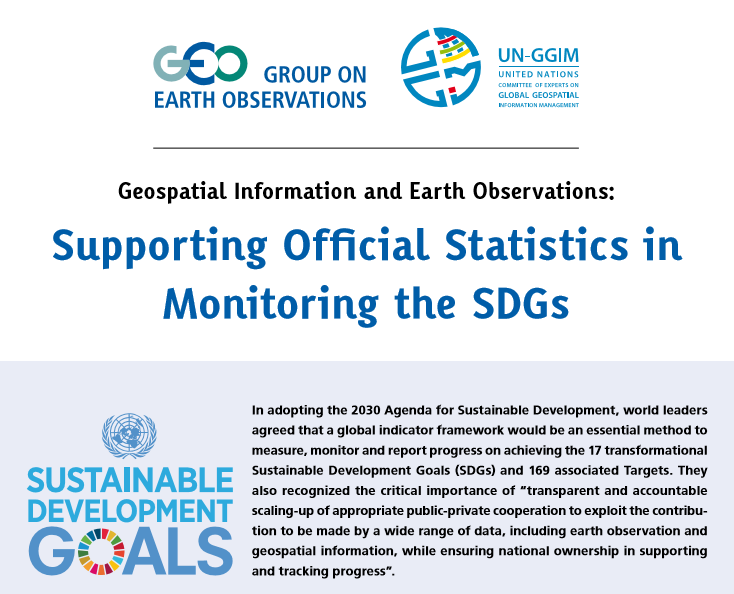 GEO GROUP ON
EARTH OBSERVATIONS
UN-GGIM
UNITED NATIONS
COMMITTEE OF EXPERTS ON
GLOBAL GEOSPATIAL
INFORMATION MANAGEMENT
Geospatial Information and Earth Observations:
Supporting Official Statistics in
Monitoring the SDGs
SUSTAINABLE
DEVELOPMENT
GOALS
In adopting the 2030 Agenda for Sustainable Development, world leaders
agreed that a global indicator framework would be an essential method to
measure, monitor and report progress on achieving the 17 transformational
Sustainable Development Goals (SDGs) and 169 associated Targets. They
also recognized the critical importance of “transparent and accountable
scaling-up of appropriate public-private cooperation to exploit the contribu-
tion to be made by a wide range of data, including earth observation and
geospatial information, while ensuring national ownership in supporting
and tracking progress”.